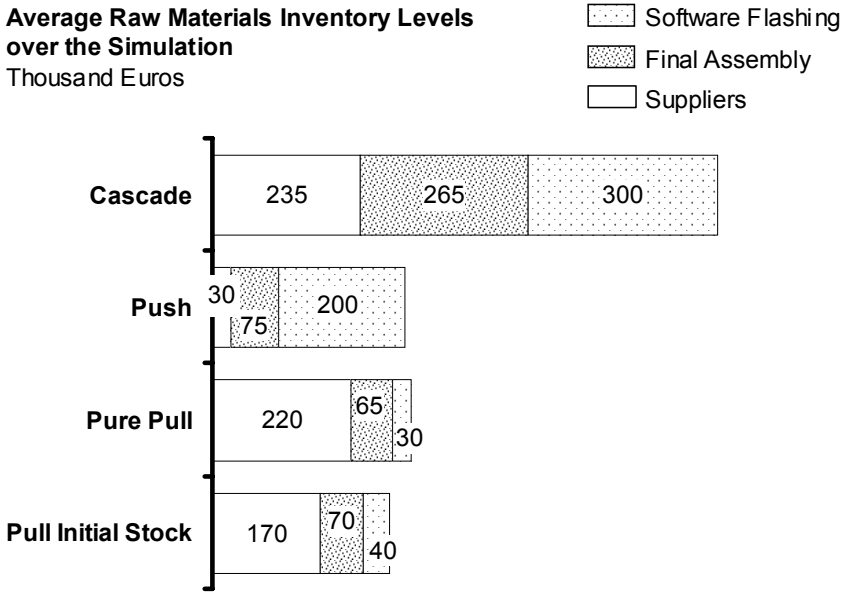 Average Raw Materials Inventory Levels
over the Simulation
Thousand Euros
Software Flashing
Final Assembly
Suppliers
Cascade
235
265
300
Push
30
75
200
Pure Pull
220
65
30
Pull Initial Stock
170
70
40